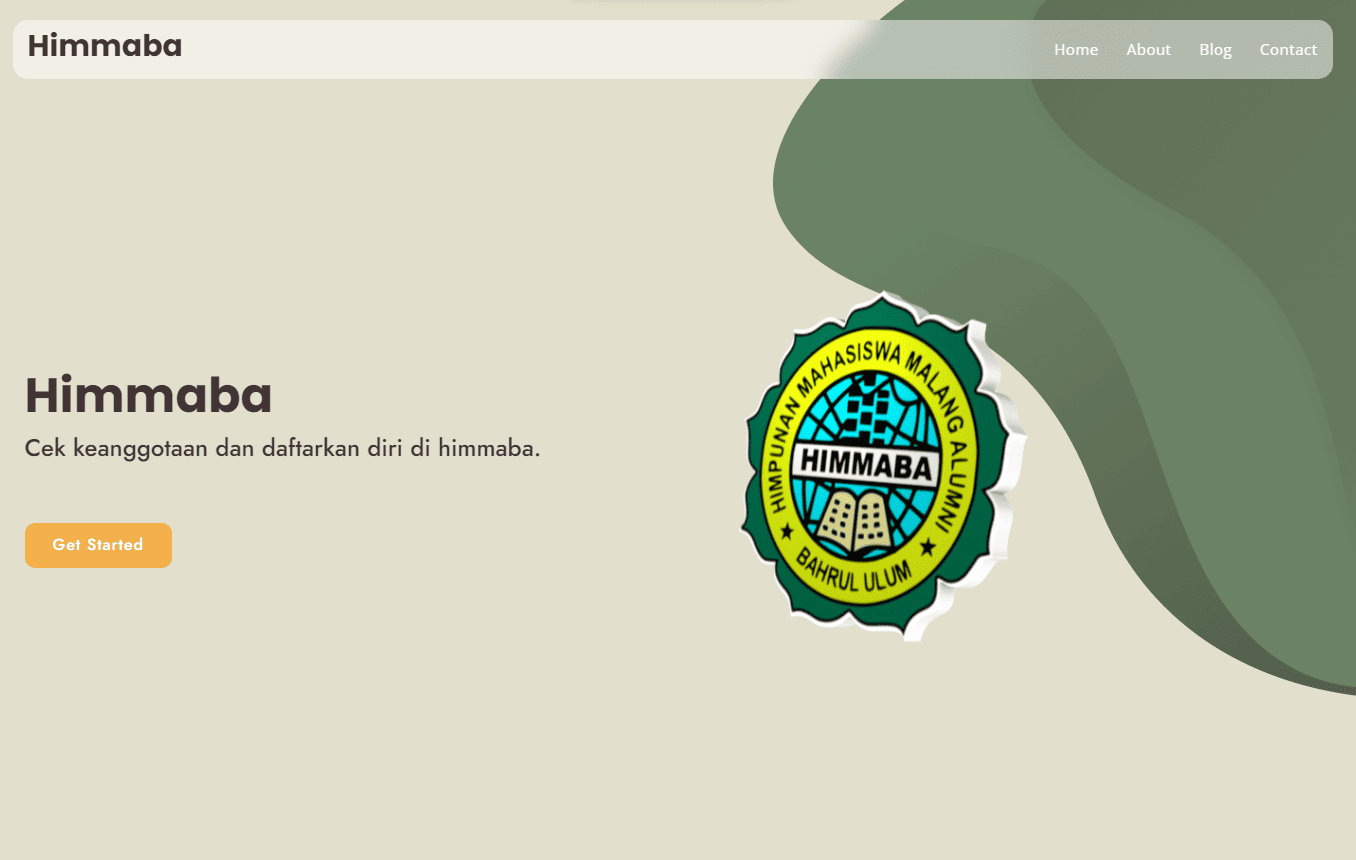 Himmaba
Home About Blog Contact
Himmaba
Cek keanggotaan dan daftarkan diri di himmaba.
Get Started
HIMPUNAN MAHASISWA MALANG ALUMNI
HIMMABA
★ BAHRUL ULUM ★